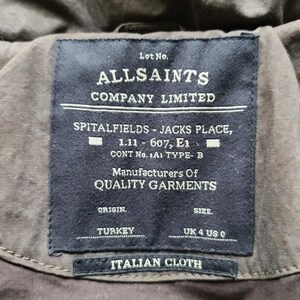 Lot No.
ALLSAINTS
COMPANY LIMITED
SPITALFIELDS - JACKS PLACE,
1.11 - 607, E1
CONT No. 1A1 TYPE- B
Manufacturers Of
QUALITY GARMENTS
ORIGIN. SIZE.
TURKEY UK 4 US 0
ITALIAN CLOTH